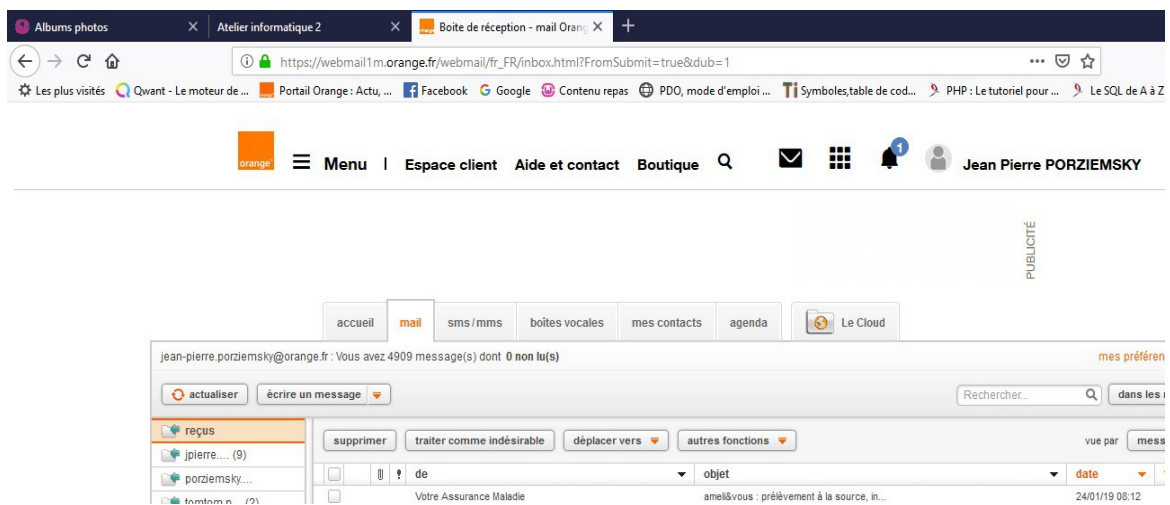 Albums photos Atelier informatique 2 Boite de réception - mail Orang
https://webmail1m.orange.fr/webmail/fr_FR/inbox.html?FromSubmit=true&dub=1
Les plus visités Qwant - Le moteur de ... Portail Orange : Actu, ... Facebook Google Contenu repas PDO, mode d'emploi ... Symboles,table de cod... PHP : Le tutoriel pour ... Le SQL de A à Z
orange Menu | Espace client Aide et contact Boutique 1 Jean Pierre PORZIEMSKY
PUBLICITÉ
accueil mail sms/mms boîtes vocales mes contacts agenda Le Cloud
jean-pierre.porziemsky@orange.fr : Vous avez 4909 message(s) dont 0 non lu(s) mes préféren
actualiser écrire un message Rechercher... dans les
reçus
supprimer traiter comme indésirable déplacer vers autres fonctions vue par mess
jpierre.... (9)
porziemsky....
de objet date
tomtom.p... (2)
Votre Assurance Maladie ameli&vous : prélèvement à la source, in... 24/01/19 08:12